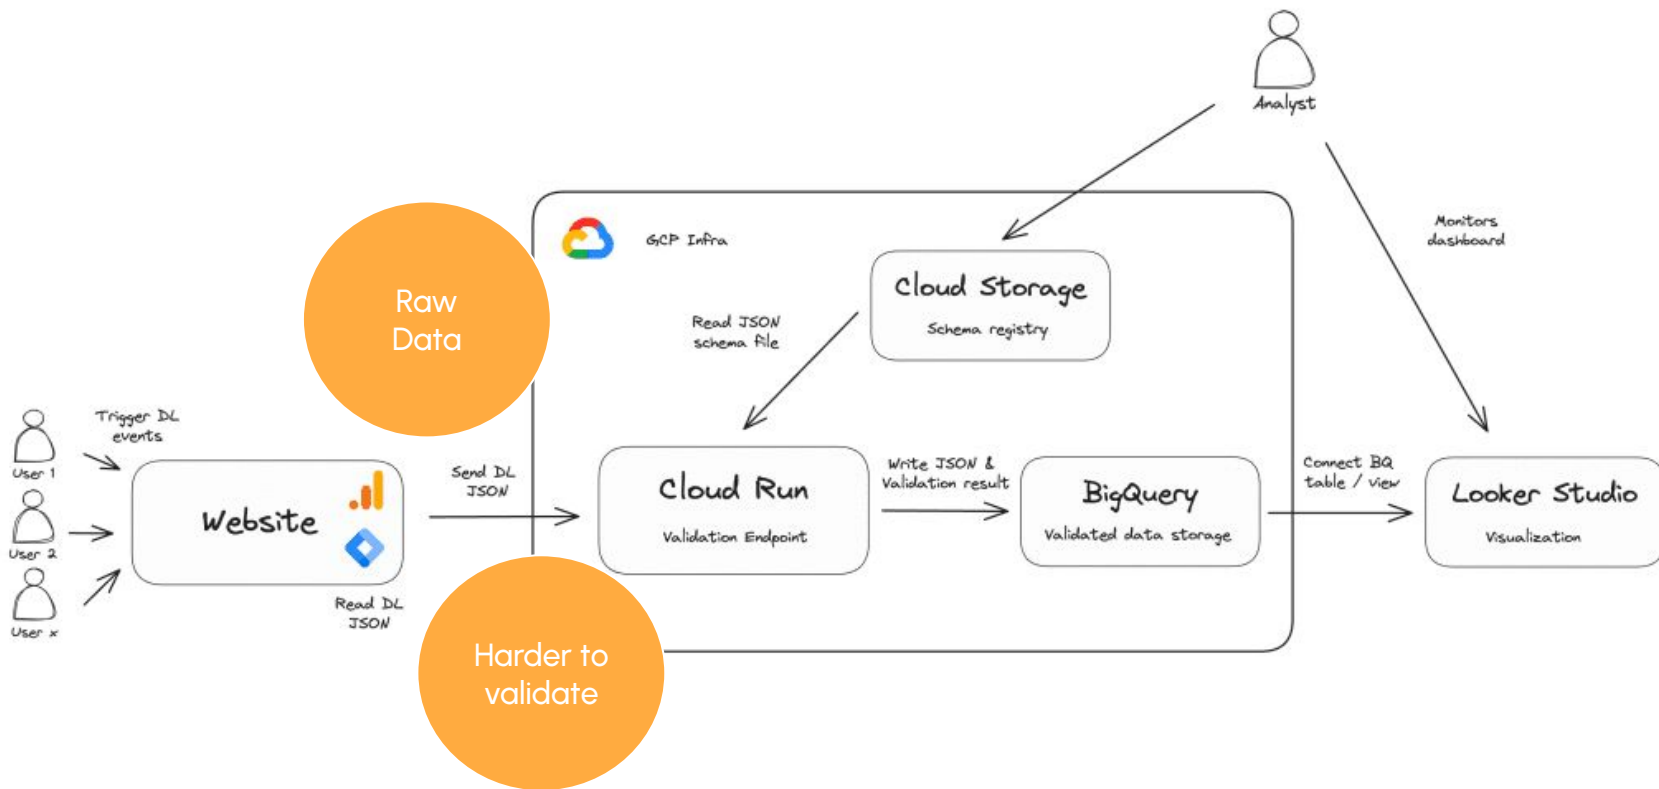 Analyst
Monitors
dashboard
GCP Infra
Raw
Data
Cloud Storage
Schema registry
Read JSON
schema file
Trigger DL
events
User 1
User 2
User x
Website
Read DL
JSON
Send DL
JSON
Cloud Run
Validation Endpoint
Write JSON &
Validation result
BigQuery
Validated data storage
Connect BQ
table / view
Looker Studio
Visualization
Harder to
validate